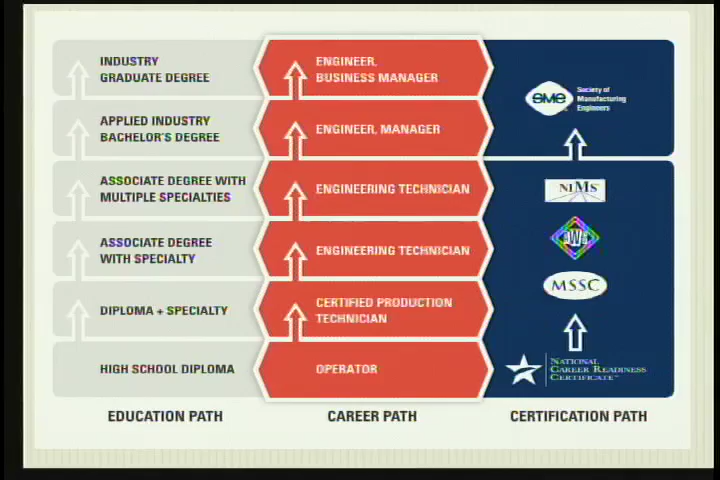 INDUSTRY
GRADUATE DEGREE
ENGINEER,
BUSINESS MANAGER
SME
Society of
Manufacturing
Engineers
APPLIED INDUSTRY
BACHELOR'S DEGREE
ENGINEER, MANAGER
ASSOCIATE DEGREE WITH
MULTIPLE SPECIALTIES
ENGINEERING TECHNICIAN
NIMS
ASSOCIATE DEGREE
WITH SPECIALTY
ENGINEERING TECHNICIAN
AWS
MSSC
DIPLOMA + SPECIALTY
CERTIFIED PRODUCTION
TECHNICIAN
HIGH SCHOOL DIPLOMA
OPERATOR
NATIONAL
CAREER READINESS
CERTIFICATE™
EDUCATION PATH
CAREER PATH
CERTIFICATION PATH